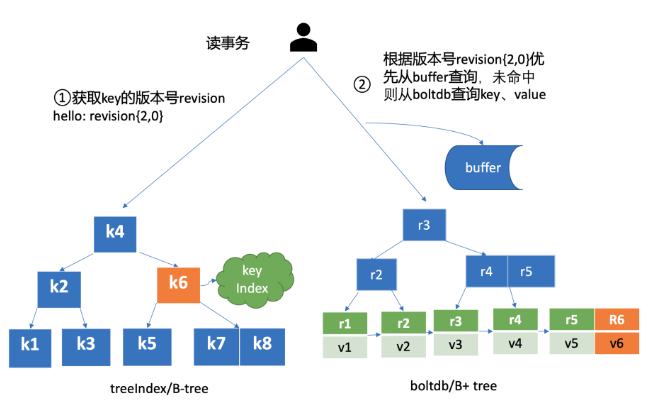 读事务
①获取key的版本号revision
hello: revision{2,0}
②
根据版本号revision{2,0}优
先从buffer查询，未命中
则从boltdb查询key、value
buffer
k4
k2
k6
key
Index
k1
k3
k5
k7
k8
treeIndex/B-tree
r3
r2
r4
r5
r1
r2
r3
r4
r5
R6
v1
v2
v3
v4
v5
v6
boltdb/B+ tree